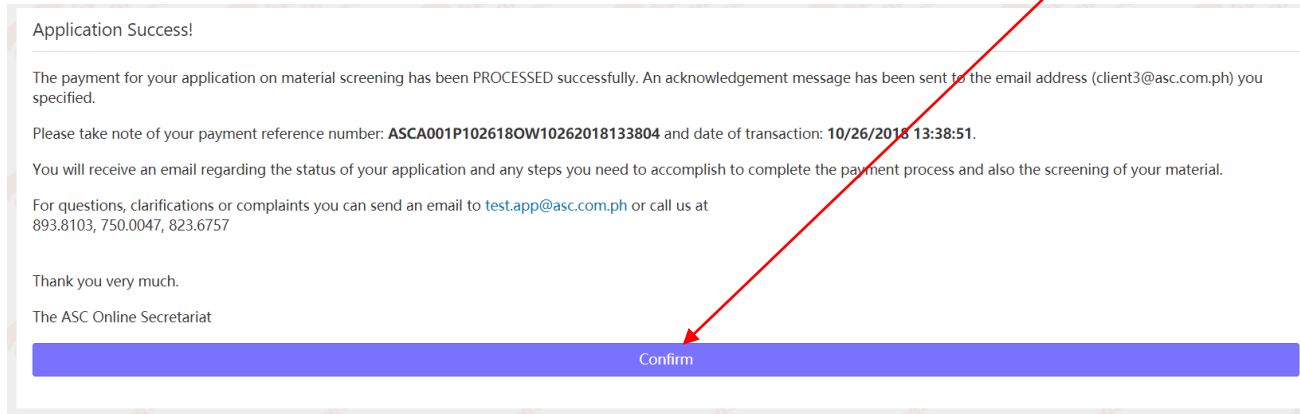 Application Success!
The payment for your application on material screening has been PROCESSED successfully. An acknowledgement message has been sent to the email address (client3@asc.com.ph) you
specified.
Please take note of your payment reference number: ASCA001P102618OW10262018133804 and date of transaction: 10/26/2018 13:38:51.
You will receive an email regarding the status of your application and any steps you need to accomplish to complete the payment process and also the screening of your material.
For questions, clarifications or complaints you can send an email to test.app@asc.com.ph or call us at
893.8103, 750.0047, 823.6757
Thank you very much.
The ASC Online Secretariat
Confirm